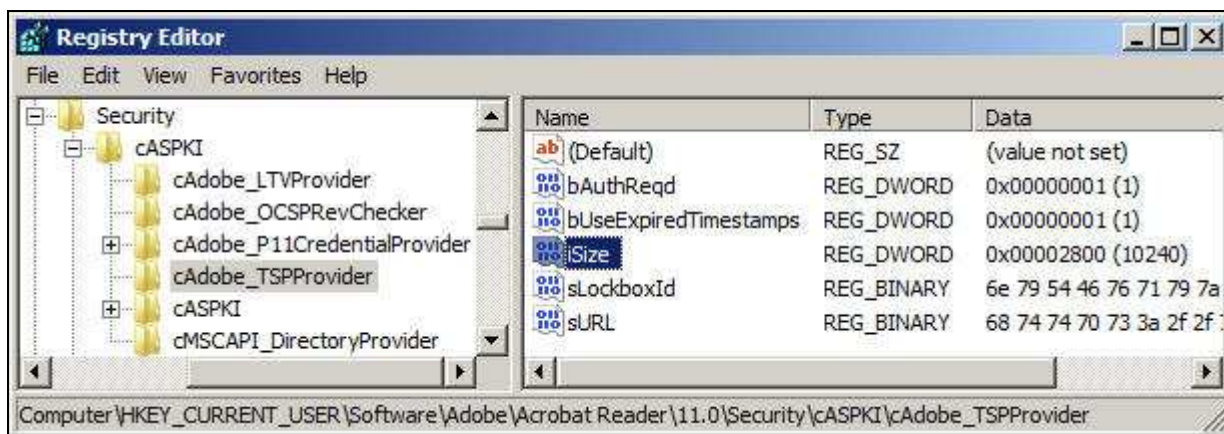 Registry Editor
File Edit View Favorites Help
Security
cASPKI
cAdobe_LTVProvider
cAdobe_OCSPRevChecker
cAdobe_P11CredentialProvider
cAdobe_TSPProvider
cASPKI
cMSCAPI_DirectoryProvider
Name Type Data
(Default) REG_SZ (value not set)
bAuthReqd REG_DWORD 0x00000001 (1)
bUseExpiredTimestamps REG_DWORD 0x00000001 (1)
iSize REG_DWORD 0x00002800 (10240)
sLockboxId REG_BINARY 6e 79 54 46 76 71 79 7a
sURL REG_BINARY 68 74 74 70 73 3a 2f 2f
Computer\HKEY_CURRENT_USER\Software\Adobe\Acrobat Reader\11.0\Security\cASPKI\cAdobe_TSPProvider